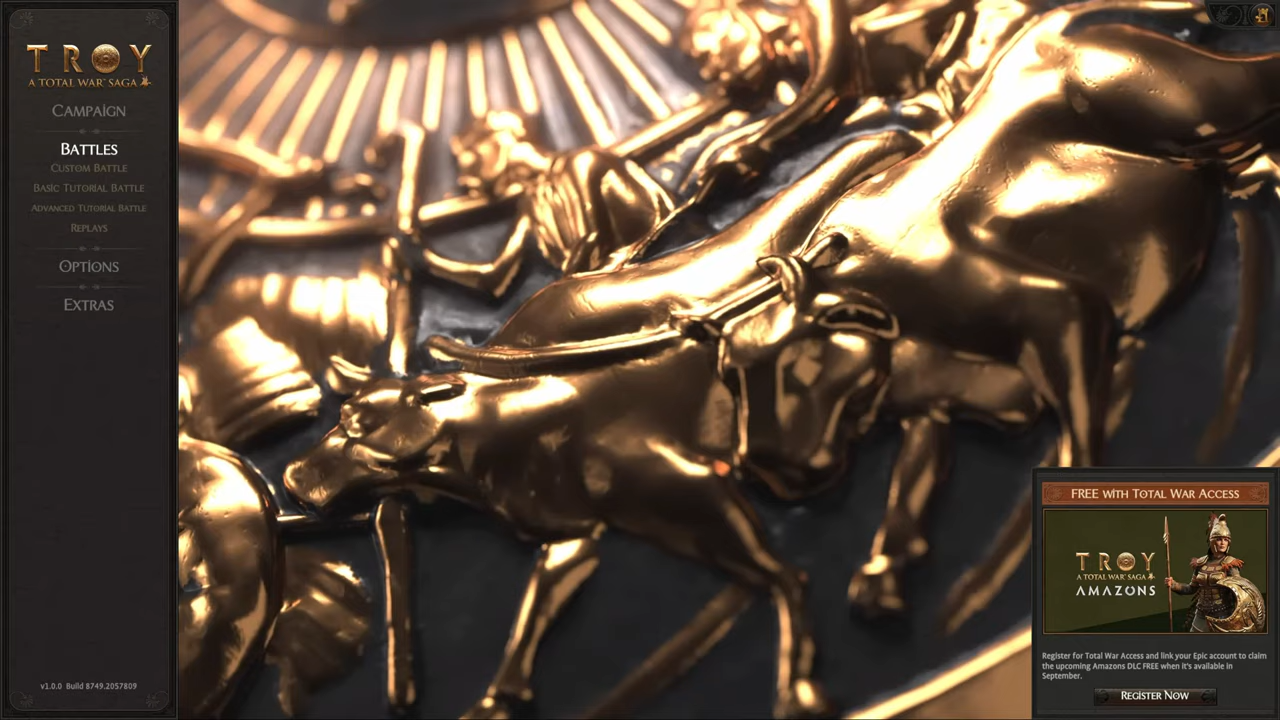 TROY
A TOTAL WAR SAGA
CAMPAIGN
BATTLES
CUSTOM BATTLE
BASIC TUTORIAL BATTLE
ADVANCED TUTORIAL BATTLE
REPLAYS
OPTIONS
EXTRAS
v1.0.0 Build 8749.2057809
FREE WITH TOTAL WAR ACCESS
TROY
A TOTAL WAR SAGA
AMAZONS
Register for Total War Access and link your Epic account to claim
the upcoming Amazons DLC FREE when it's available in
September.
REGISTER NOW